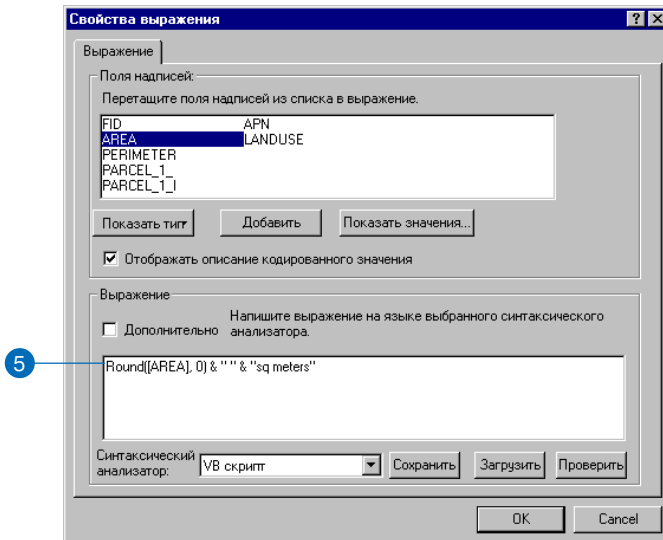 Свойства выражения
Выражение
Поля надписей:
Перетащите поля надписей из списка в выражение.
FID APN
AREA LANDUSE
PERIMETER
PARCEL_1_
PARCEL_1_I
Показать тип Добавить Показать значения...
Отображать описание кодированного значения
Выражение
Дополнительно Напишите выражение на языке выбранного синтаксического анализатора.
5
Round([AREA], 0) & " " & "sq meters"
Синтаксический анализатор: VB скрипт Сохранить Загрузить Проверить
OK Cancel